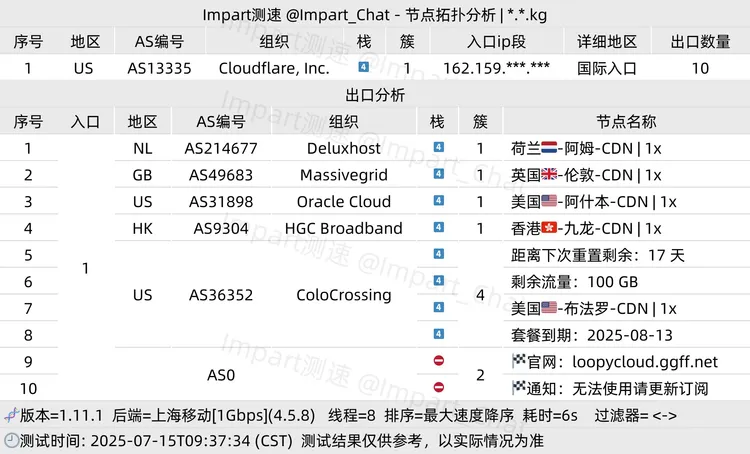 Impart测速 @Impart_Chat - 节点拓扑分析 | *.*.kg
序号 地区 AS编号 组织 栈 簇 入口ip段 详细地区 出口数量
1 US AS13335 Cloudflare, Inc. 4 1 162.159.***.*** 国际入口 10
出口分析
序号 入口 地区 AS编号 组织 栈 簇 节点名称
1 NL AS214677 Deluxhost 4 1 荷兰🇳🇱-阿姆-CDN | 1x
2 GB AS49683 Massivegrid 4 1 英国🇬🇧-伦敦-CDN | 1x
3 US AS31898 Oracle Cloud 4 1 美国🇺🇸-阿什本-CDN | 1x
4 HK AS9304 HGC Broadband 4 1 香港🇭🇰-九龙-CDN | 1x
1
5 4 距离下次重置剩余：17 天
6 4 剩余流量：100 GB
US AS36352 ColoCrossing 4
7 4 美国🇺🇸-布法罗-CDN | 1x
8 4 套餐到期：2025-08-13
9 ⛔ 🏁官网：loopycloud.ggff.net
AS0 2
10 ⛔ 🏁通知：无法使用请更新订阅
🧬版本=1.11.1 后端=上海移动[1Gbps](4.5.8) 线程=8 排序=最大速度降序 耗时=6s 过滤器= <->
🕘测试时间: 2025-07-15T09:37:34 (CST) 测试结果仅供参考，以实际情况为准